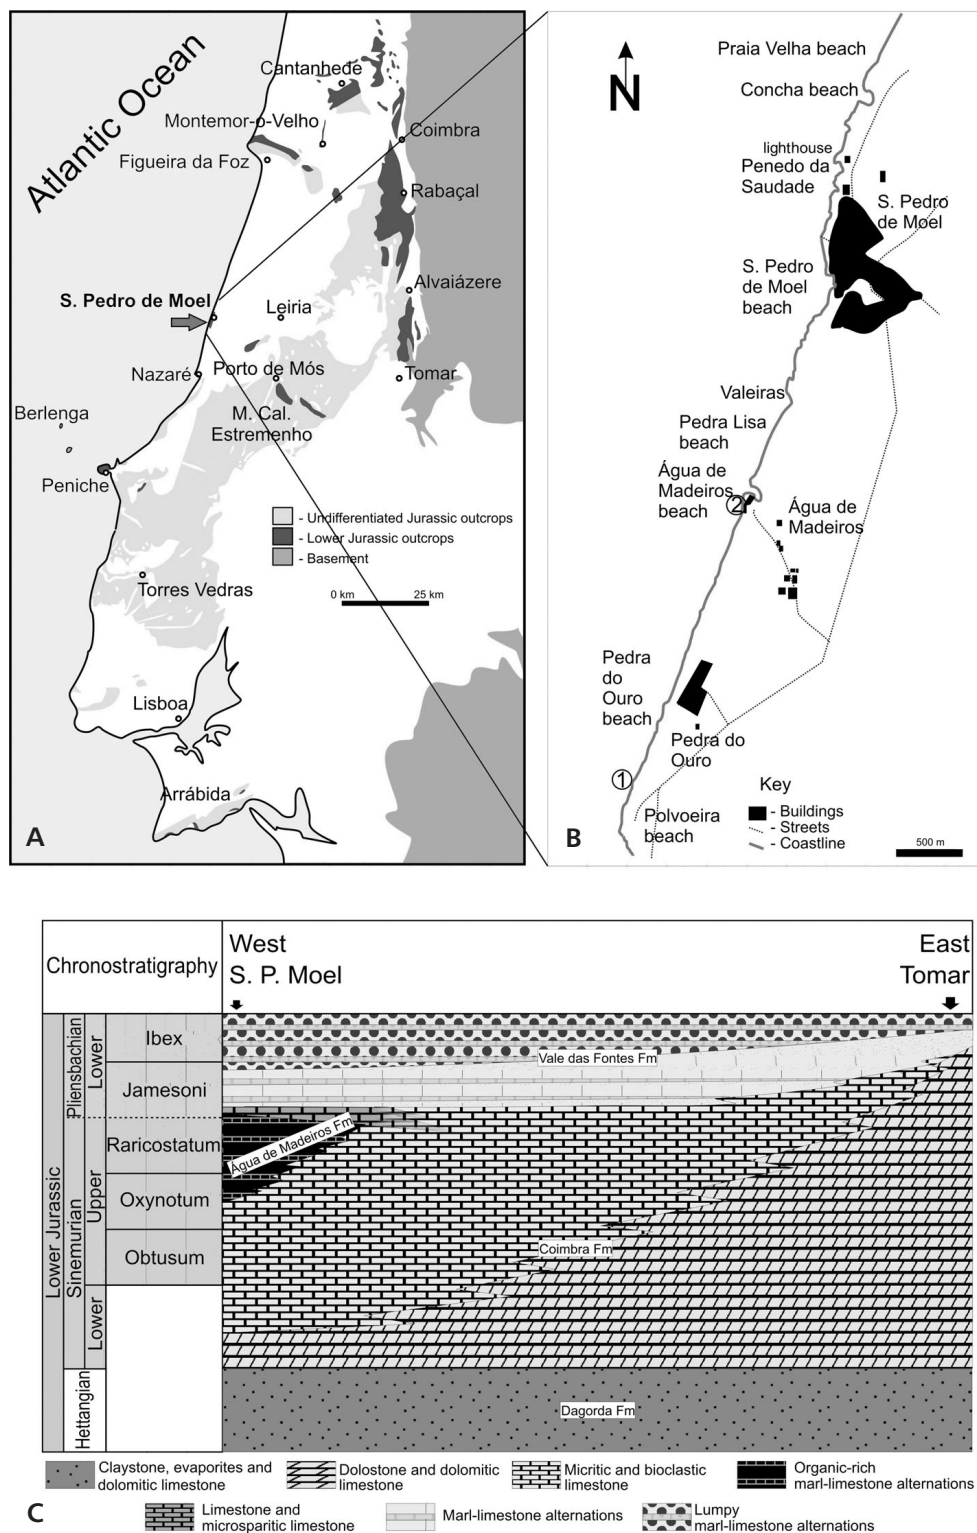 Atlantic Ocean
Cantanhede
Montemor-o-Velho
Coimbra
Figueira da Foz
Rabaçal
Alvaiázere
S. Pedro de Moel
Leiria
Nazaré
Porto de Mós
Tomar
Berlenga
M. Cal.
Estremenho
Peniche
- Undifferentiated Jurassic outcrops
- Lower Jurassic outcrops
- Basement
0 km 25 km
Torres Vedras
Lisboa
Arrábida
A
N
Praia Velha beach
Concha beach
lighthouse
Penedo da
Saudade
S. Pedro
de Moel
S. Pedro
de Moel
beach
Valeiras
Pedra Lisa
beach
Água de
Madeiros
beach
2
Água de
Madeiros
Pedra
do
Ouro
beach
Pedra do
Ouro
1
Polvoeira
beach
Key
- Buildings
- Streets
- Coastline
500 m
B
Chronostratigraphy
West
S. P. Moel
East
Tomar
Lower Jurassic
Pliensbachian
Lower
Ibex
Jamesoni
Sinemurian
Upper
Raricostatum
Oxynotum
Obtusum
Lower
Hettangian
Vale das Fontes Fm
Água de Madeiros Fm
Coimbra Fm
Dagorda Fm
Claystone, evaporites and
dolomitic limestone
Dolostone and dolomitic
limestone
Micritic and bioclastic
limestone
Organic-rich
marl-limestone alternations
C
Limestone and
microsparitic limestone
Marl-limestone alternations
Lumpy
marl-limestone alternations